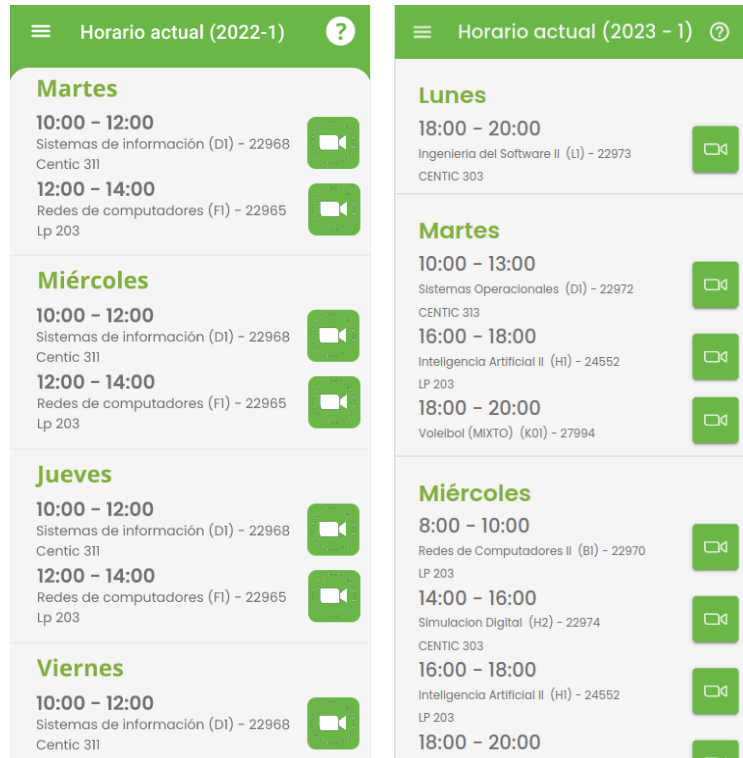 Horario actual (2022-1)
?
Martes
10:00 - 12:00
Sistemas de información (D1) - 22968
Centic 311
12:00 - 14:00
Redes de computadores (F1) - 22965
Lp 203
Miércoles
10:00 - 12:00
Sistemas de información (D1) - 22968
Centic 311
12:00 - 14:00
Redes de computadores (F1) - 22965
Lp 203
Jueves
10:00 - 12:00
Sistemas de información (D1) - 22968
Centic 311
12:00 - 14:00
Redes de computadores (F1) - 22965
Lp 203
Viernes
10:00 - 12:00
Sistemas de información (D1) - 22968
Centic 311
Horario actual (2023 - 1)
?
Lunes
18:00 - 20:00
Ingenieria del Software II (L1) - 22973
CENTIC 303
Martes
10:00 - 13:00
Sistemas Operacionales (D1) - 22972
CENTIC 313
16:00 - 18:00
Inteligencia Artificial II (H1) - 24552
LP 203
18:00 - 20:00
Voleibol (MIXTO) (K01) - 27994
Miércoles
8:00 - 10:00
Redes de Computadores II (B1) - 22970
LP 203
14:00 - 16:00
Simulacion Digital (H2) - 22974
CENTIC 303
16:00 - 18:00
Inteligencia Artificial II (H1) - 24552
LP 203
18:00 - 20:00